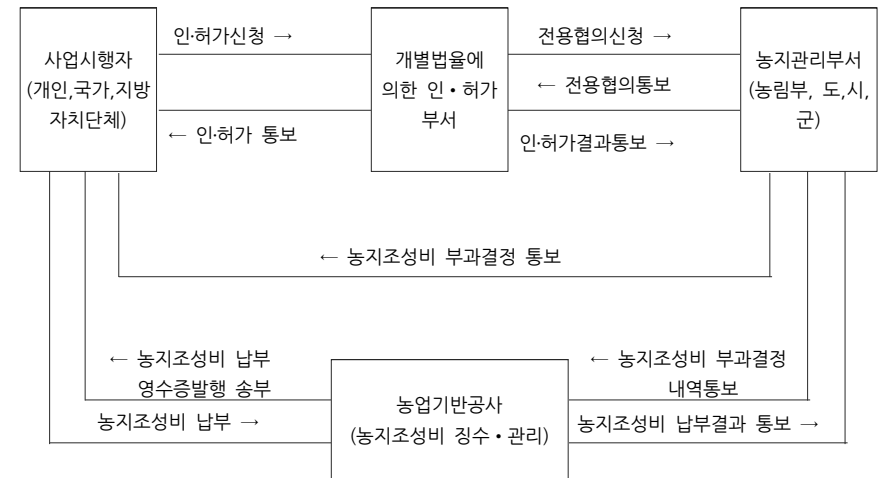 인·허가신청 →
전용협의신청 →
사업시행자
(개인,국가,지방
자치단체)
개별법율에
의한 인·허가
부서
농지관리부서
(농림부, 도,시,
군)
← 전용협의통보
← 인·허가 통보
인·허가결과통보 →
← 농지조성비 부과결정 통보
← 농지조성비 납부
영수증발행 송부
← 농지조성비 부과결정
내역통보
농지조성비 납부 →
농업기반공사
(농지조성비 징수·관리)
농지조성비 납부결과 통보 →